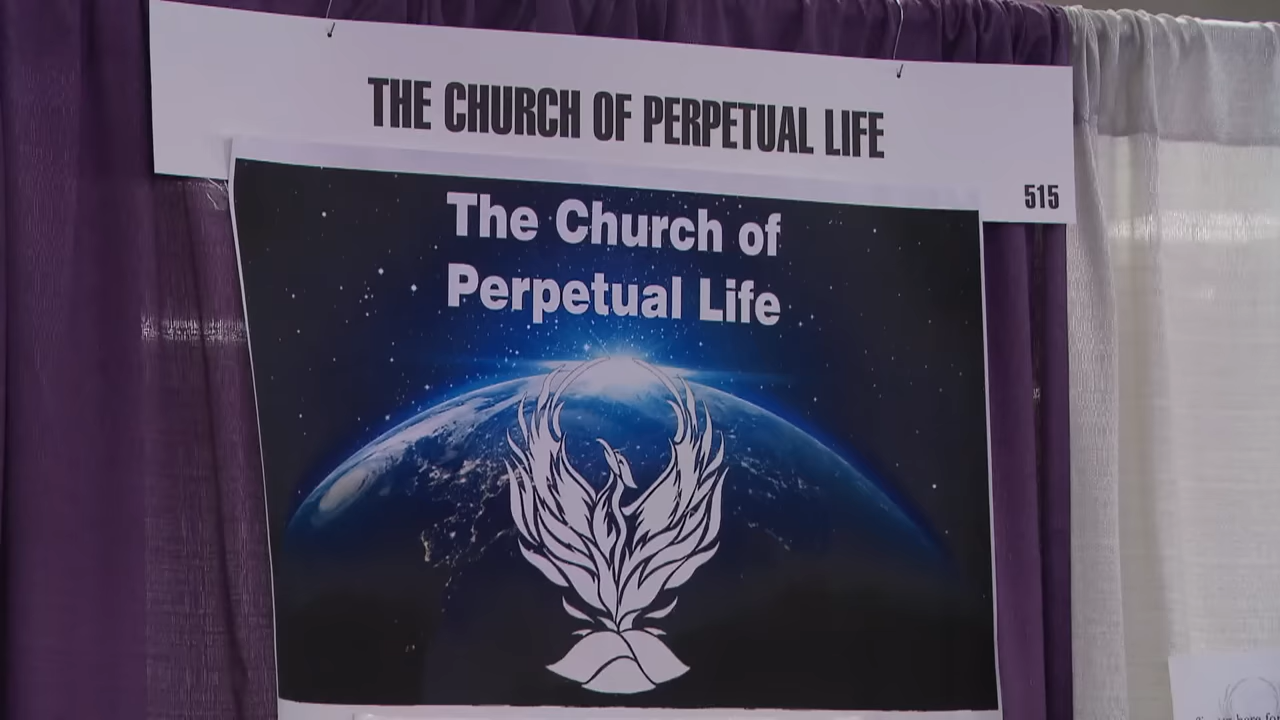 THE CHURCH OF PERPETUAL LIFE
515
The Church of
Perpetual Life